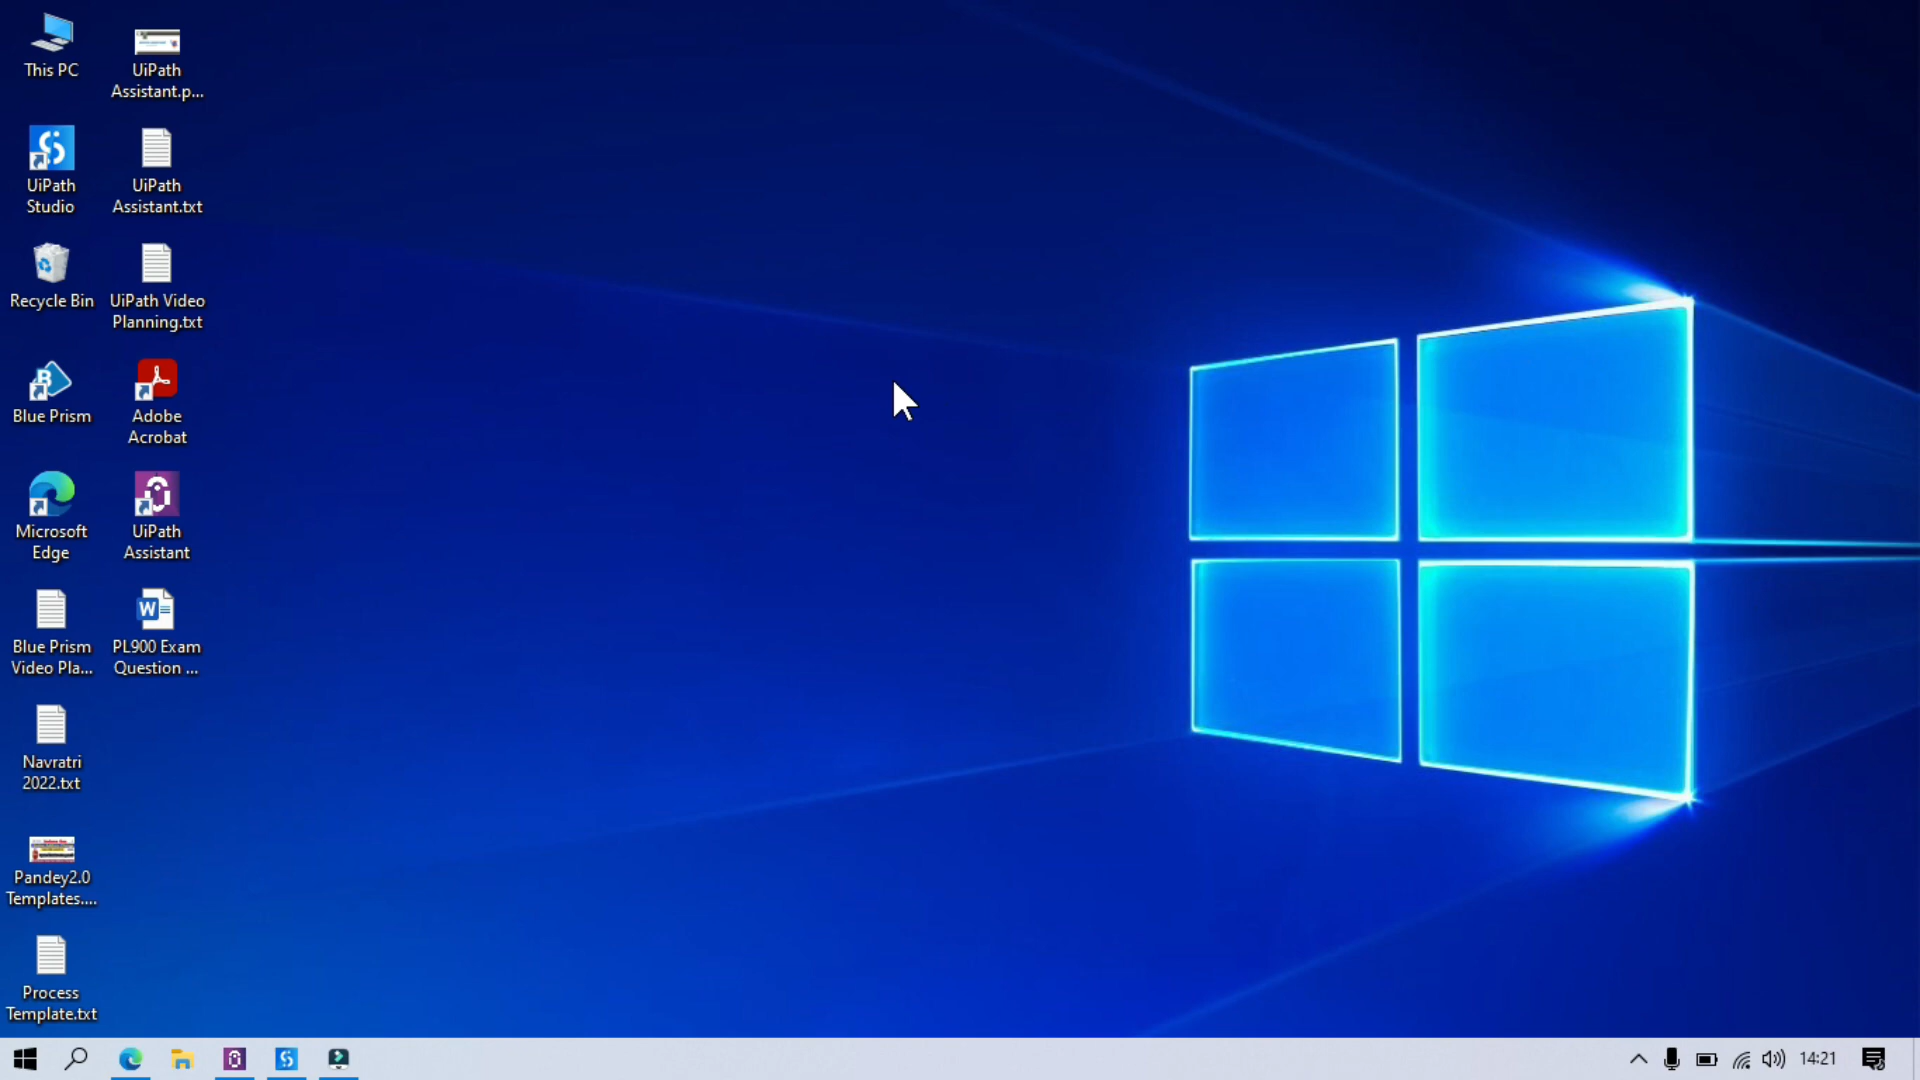 This PC
UiPath
Assistant.p...
UiPath
Studio
UiPath
Assistant.txt
Recycle Bin
UiPath Video
Planning.txt
Blue Prism
Adobe
Acrobat
Microsoft
Edge
UiPath
Assistant
Blue Prism
Video Pla...
PL900 Exam
Question ...
Navratri
2022.txt
Pandey2.0
Templates....
Process
Template.txt
14:21